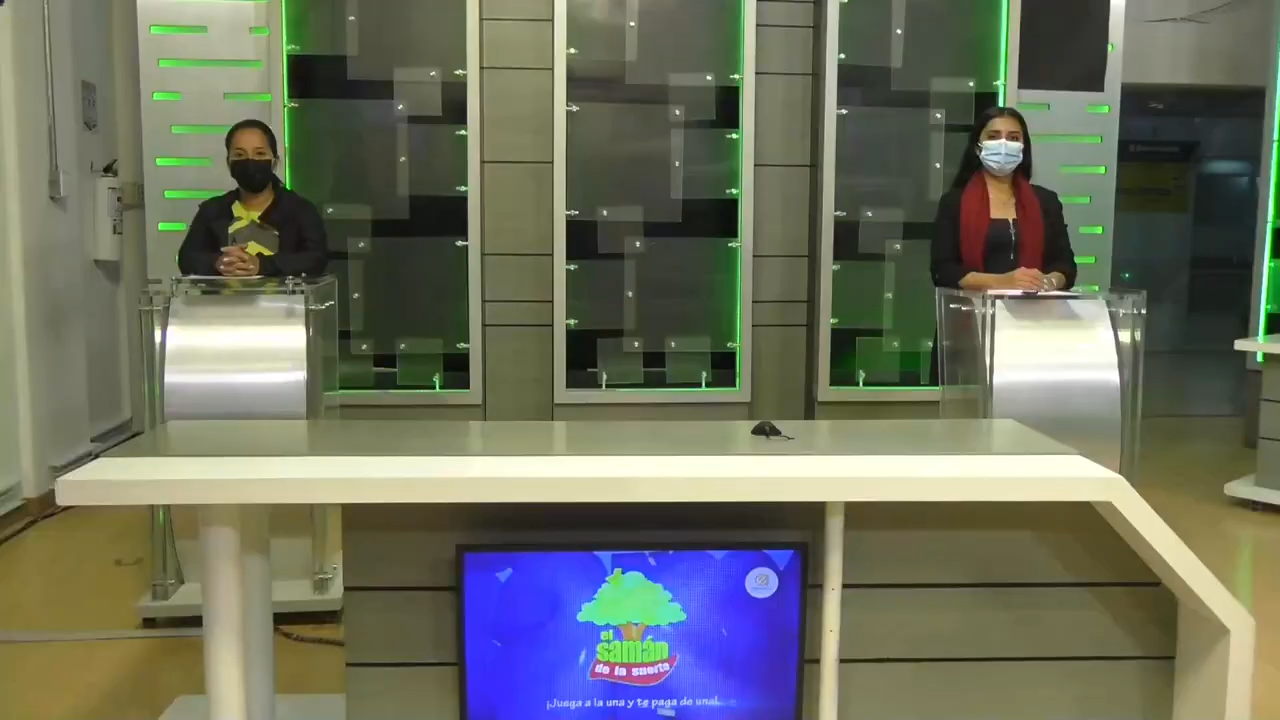 el
samán
de la suerte
¡Juega a la una y te paga de una!